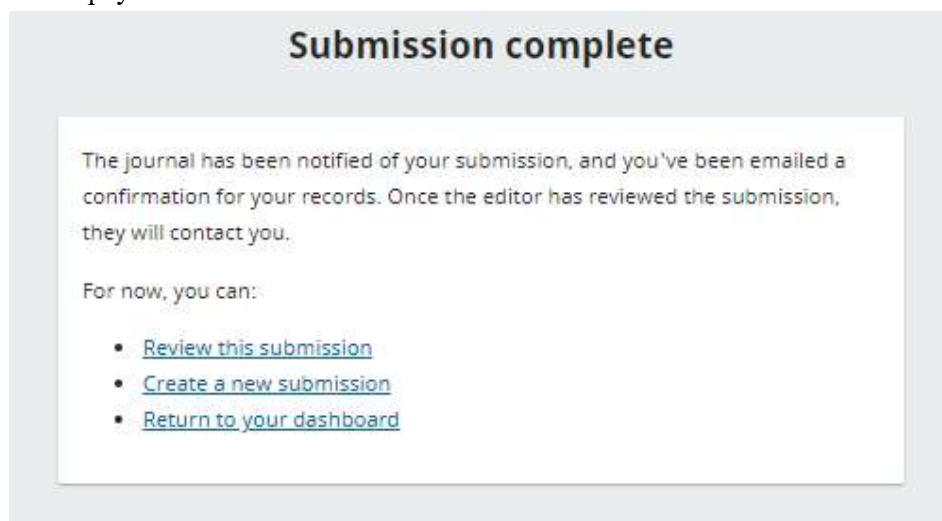 Submission complete
The journal has been notified of your submission, and you've been emailed a
confirmation for your records. Once the editor has reviewed the submission,
they will contact you.
For now, you can:
• Review this submission
• Create a new submission
• Return to your dashboard